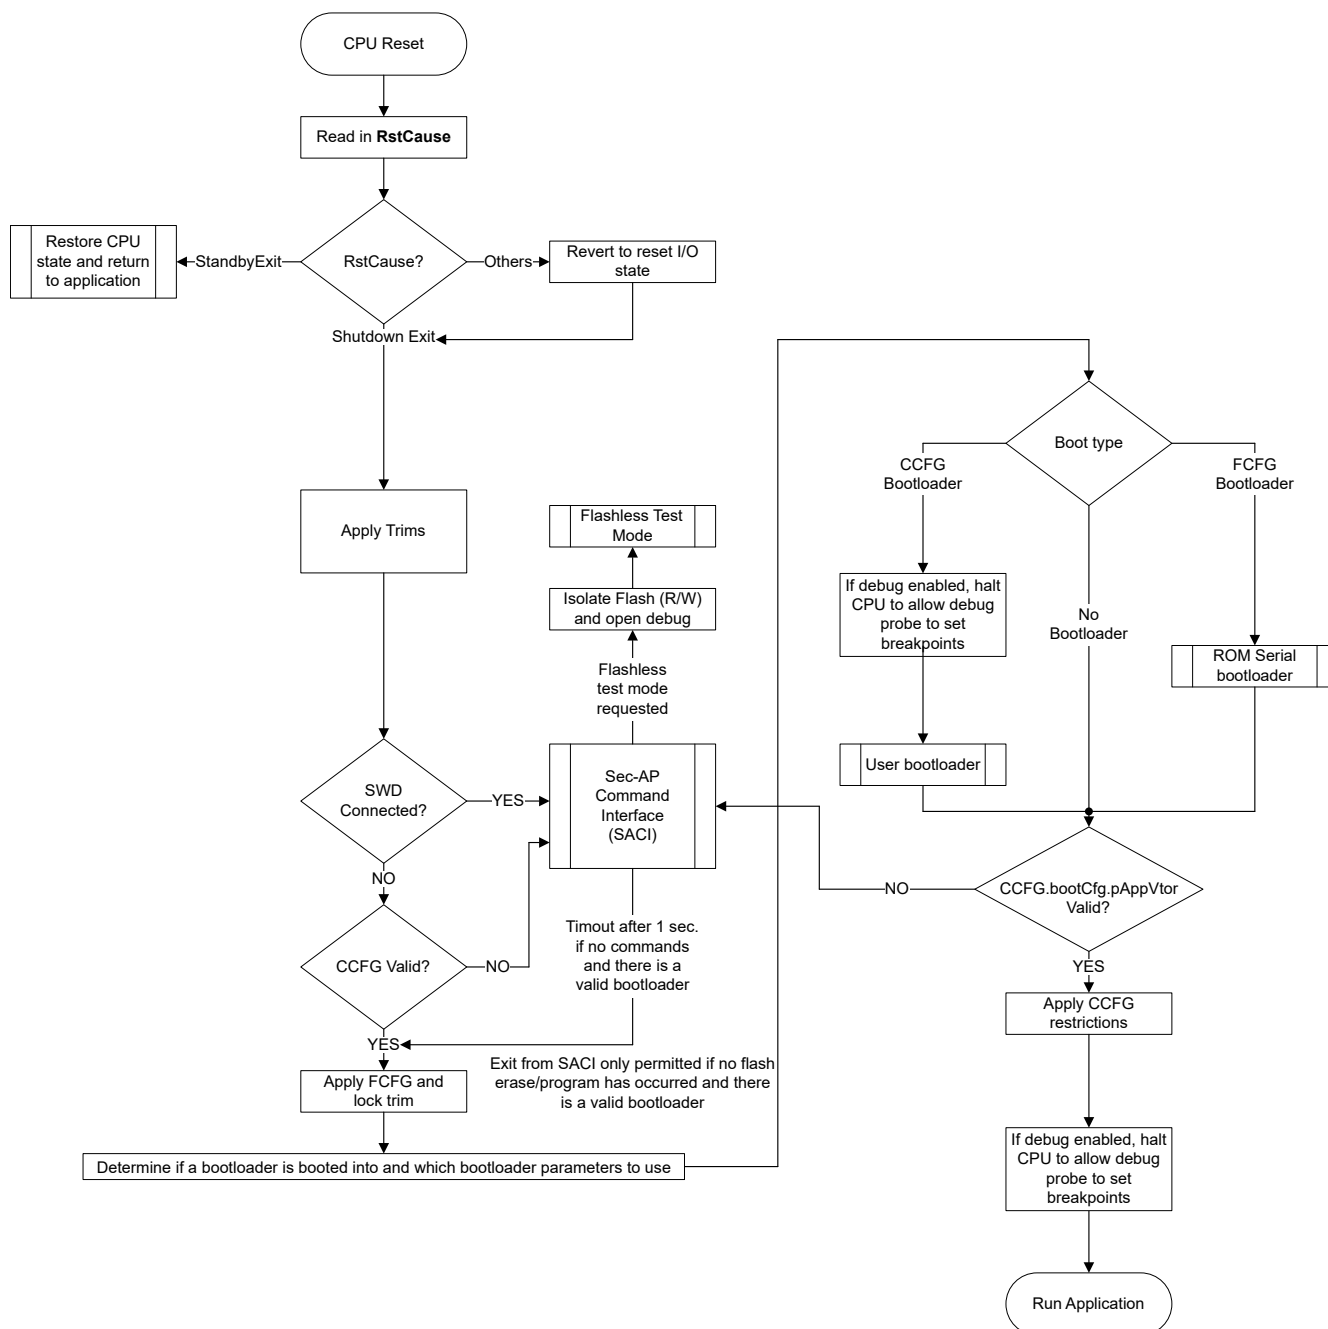 CPU Reset
Read in RstCause
RstCause?
StandbyExit
Restore CPU
state and return
to application
Others
Revert to reset I/O
state
Shutdown Exit
Apply Trims
SWD
Connected?
YES
NO
CCFG Valid?
NO
YES
Flashless Test
Mode
Isolate Flash (R/W)
and open debug
Flashless
test mode
requested
Sec-AP
Command
Interface
(SACI)
Timout after 1 sec.
if no commands
and there is a
valid bootloader
Exit from SACI only permitted if no flash
erase/program has occurred and there
is a valid bootloader
Apply FCFG and
lock trim
Determine if a bootloader is booted into and which bootloader parameters to use
Boot type
CCFG
Bootloader
FCFG
Bootloader
If debug enabled, halt
CPU to allow debug
probe to set
breakpoints
No
Bootloader
ROM Serial
bootloader
User bootloader
CCFG.bootCfg.pAppVtor
Valid?
NO
YES
Apply CCFG
restrictions
If debug enabled, halt
CPU to allow debug
probe to set
breakpoints
Run Application